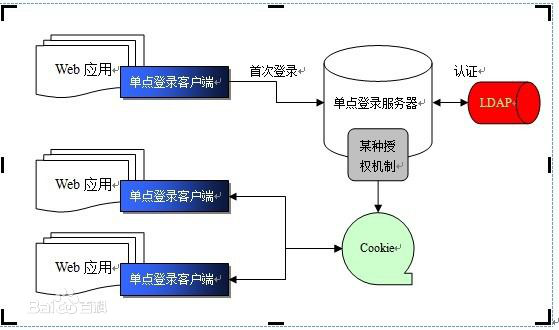 Web 应用
单点登录客户端
首次登录
单点登录服务器
认证
LDAP
某种授
权机制
Web 应用
单点登录客户端
Cookie
Web 应用
单点登录客户端
Bai百科